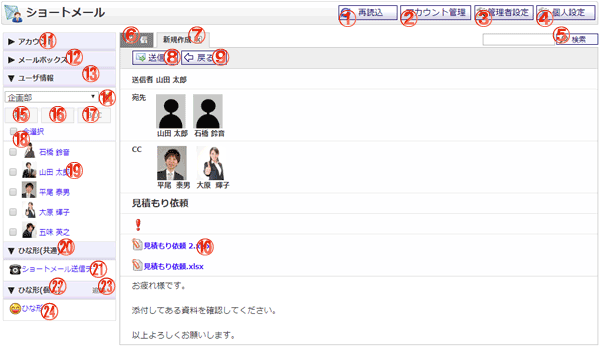 ショートメール
① 再読込
② アカウント管理
③ 管理者設定
④ 個人設定
⑪ ▶ アカウ
⑫ ▶ メールボックス
⑬ ▼ ユーザ情報
⑥ 信
⑦ 新規作成
⑤ 検索
企画部 ⑭
⑮ ⑯ ⑰
⑱ 全選択
石橋 鈴音
⑲ 山田 太郎
平尾 泰男
大原 輝子
五味 英之
⑳ ▼ ひな形(共通)
㉑ ショートメール送信テ
㉒ ▼ ひな形(個
㉓ 追
㉔ ひな形
⑧ 送信
⑨ 戻る
送信者 山田 太郎
宛先
山田 太郎 石橋 鈴音
CC
平尾 泰男 大原 輝子
見積もり依頼
見積もり依頼 2.x ⑩
見積もり依頼.xlsx
お疲れ様です。
添付してある資料を確認してください。
以上よろしくお願いします。